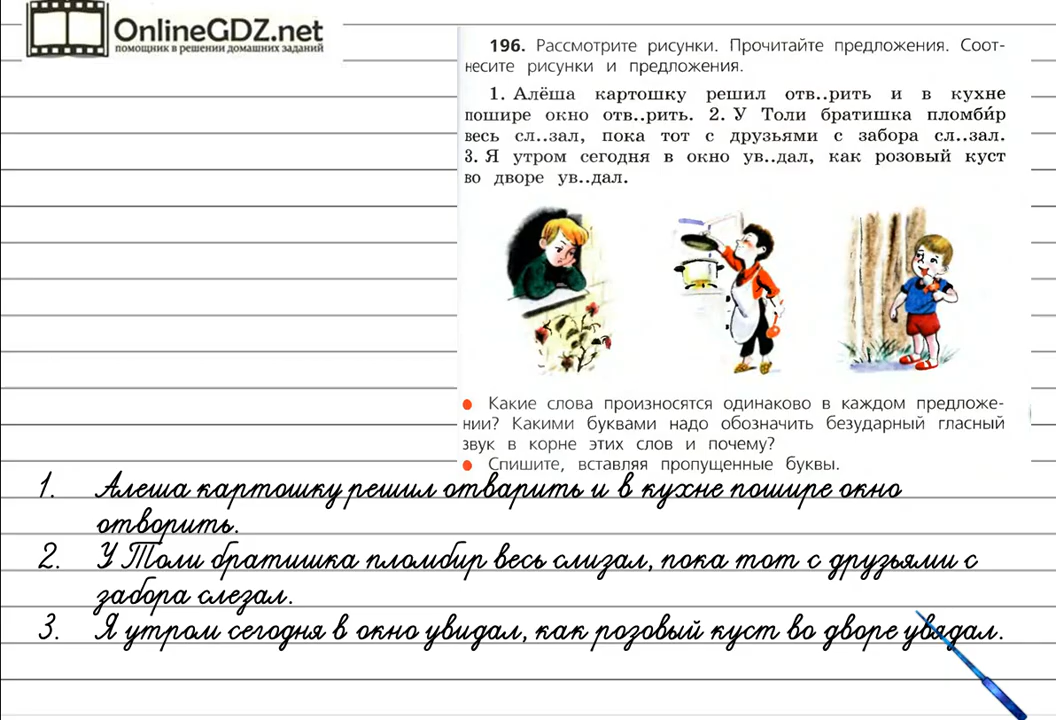 OnlineGDZ.net
помощник в решении домашних заданий
196. Рассмотрите рисунки. Прочитайте предложения. Соот-
несите рисунки и предложения.
1. Алёша картошку решил отв..рить и в кухне
пошире окно отв..рить. 2. У Толи братишка пломби́р
весь сл..зал, пока тот с друзьями с забора сл..зал.
3. Я утром сегодня в окно ув..дал, как розовый куст
во дворе ув..дал.
● Какие слова произносятся одинаково в каждом предложе-
нии? Какими буквами надо обозначить безударный гласный
звук в корне этих слов и почему?
● Спишите, вставляя пропущенные буквы.
1. Алеша картошку решил отварить и в кухне пошире окно
отворить.
2. У Толи братишка пломбир весь слизал, пока тот с друзьями с
забора слезал.
3. Я утром сегодня в окно увидал, как розовый куст во дворе увядал.